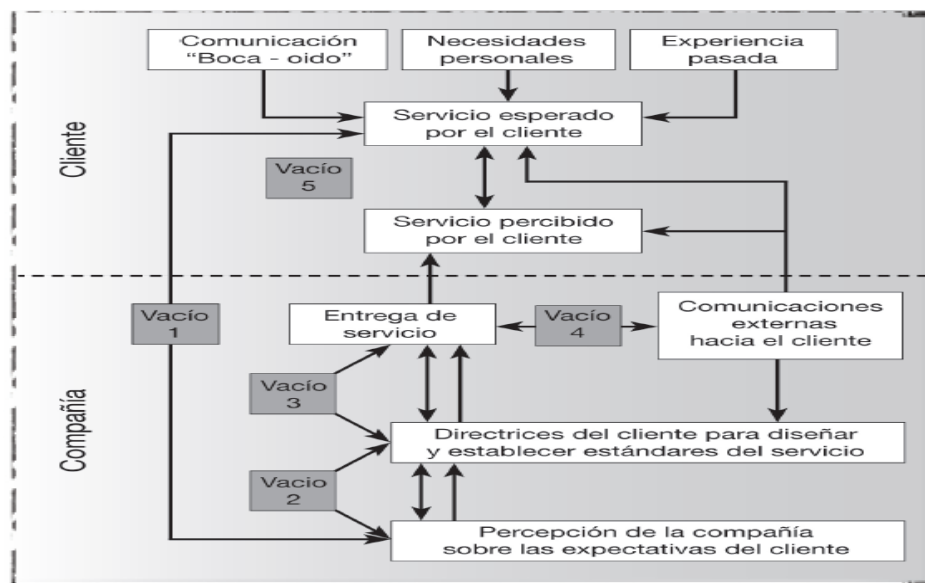 Comunicación
“Boca - oido”
Necesidades
personales
Experiencia
pasada
Servicio esperado
por el cliente
Cliente
Vacío
5
Servicio percibido
por el cliente
Vacío
1
Entrega de
servicio
Vacío
4
Comunicaciones
externas
hacia el cliente
Vacío
3
Compañía
Directrices del cliente para diseñar
y establecer estándares del servicio
Vacio
2
Percepción de la compañía
sobre las expectativas del cliente